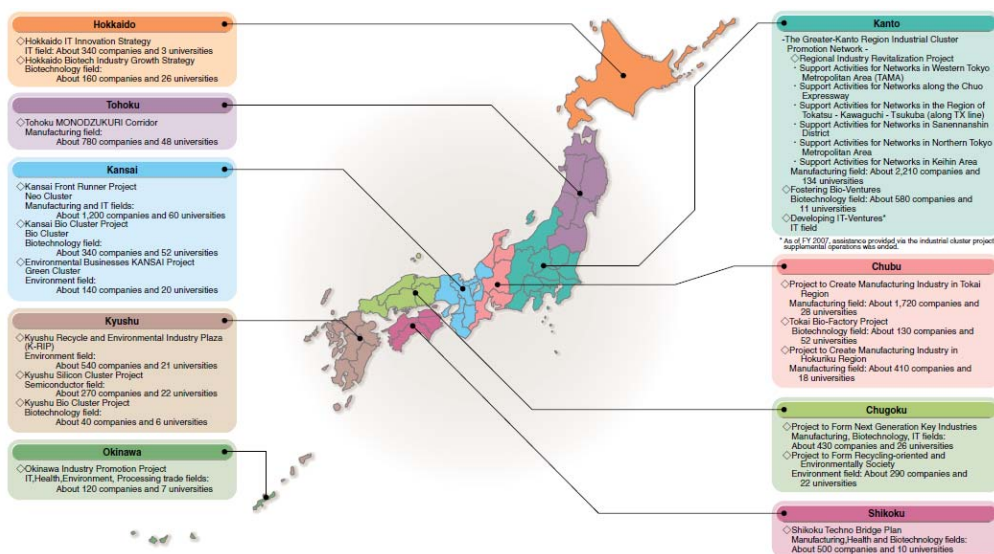 Hokkaido
◇Hokkaido IT Innovation Strategy
IT field: About 340 companies and 3 universities
◇Hokkaido Biotech Industry Growth Strategy
Biotechnology field:
About 160 companies and 26 universities
Tohoku
◇Tohoku MONODZUKURI Corridor
Manufacturing field:
About 780 companies and 48 universities
Kansai
◇Kansai Front Runner Project
Neo Cluster
Manufacturing and IT fields:
About 1,200 companies and 60 universities
◇Kansai Bio Cluster Project
Bio Cluster
Biotechnology field:
About 340 companies and 52 universities
◇Environmental Businesses KANSAI Project
Green Cluster
Environment field:
About 140 companies and 20 universities
Kyushu
◇Kyushu Recycle and Environmental Industry Plaza
(K-RIP)
Environment field:
About 540 companies and 21 universities
◇Kyushu Silicon Cluster Project
Semiconductor field:
About 270 companies and 22 universities
◇Kyushu Bio Cluster Project
Biotechnology field:
About 40 companies and 6 universities
Okinawa
◇Okinawa Industry Promotion Project
IT,Health,Environment, Processing trade fields:
About 120 companies and 7 universities
Kanto
-The Greater-Kanto Region Industrial Cluster
Promotion Network -
◇Regional Industry Revitalization Project
・Support Activities for Networks in Western Tokyo
Metropolitan Area (TAMA)
・Support Activities for Networks along the Chuo
Expressway
・Support Activities for Networks in the Region of
Tokatsu - Kawaguchi - Tsukuba (along TX line)
・Support Activities for Networks in Sanennanshin
District
・Support Activities for Networks in Northern Tokyo
Metropolitan Area
・Support Activities for Networks in Keihin Area
Manufacturing field: About 2,210 companies and
134 universities
◇Fostering Bio-Ventures
Biotechnology field: About 580 companies and
11 universities
◇Developing IT-Ventures*
IT field
* As of FY 2007, assistance provided via the industrial cluster project
supplemental operations was ended.
Chubu
◇Project to Create Manufacturing Industry in Tokai
Region
Manufacturing field: About 1,720 companies and
28 universities
◇Tokai Bio-Factory Project
Biotechnology field: About 130 companies and
52 universities
◇Project to Create Manufacturing Industry in
Hokuriku Region
Manufacturing field: About 410 companies and
18 universities
Chugoku
◇Project to Form Next Generation Key Industries
Manufacturing, Biotechnology, IT fields:
About 430 companies and 26 universities
◇Project to Form Recycling-oriented and
Environmentally Society
Environment field: About 290 companies and
22 universities
Shikoku
◇Shikoku Techno Bridge Plan
Manufacturing,Health and Biotechnology fields:
About 500 companies and 10 universities